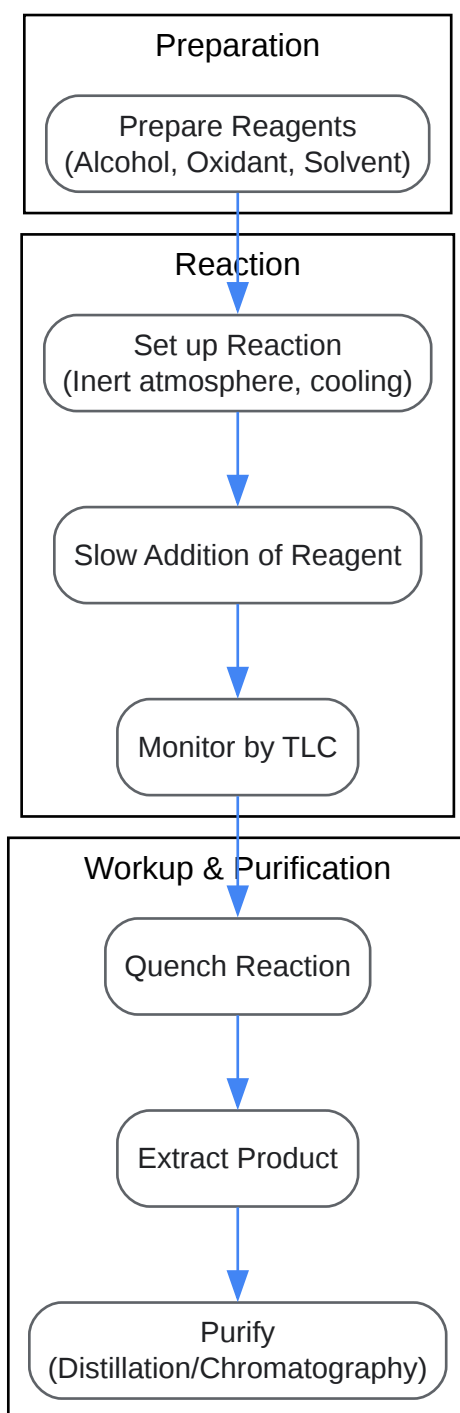 Preparation
Prepare Reagents
(Alcohol, Oxidant, Solvent)
Reaction
Set up Reaction
(Inert atmosphere, cooling)
Slow Addition of Reagent
Monitor by TLC
Workup & Purification
Quench Reaction
Extract Product
Purify
(Distillation/Chromatography)